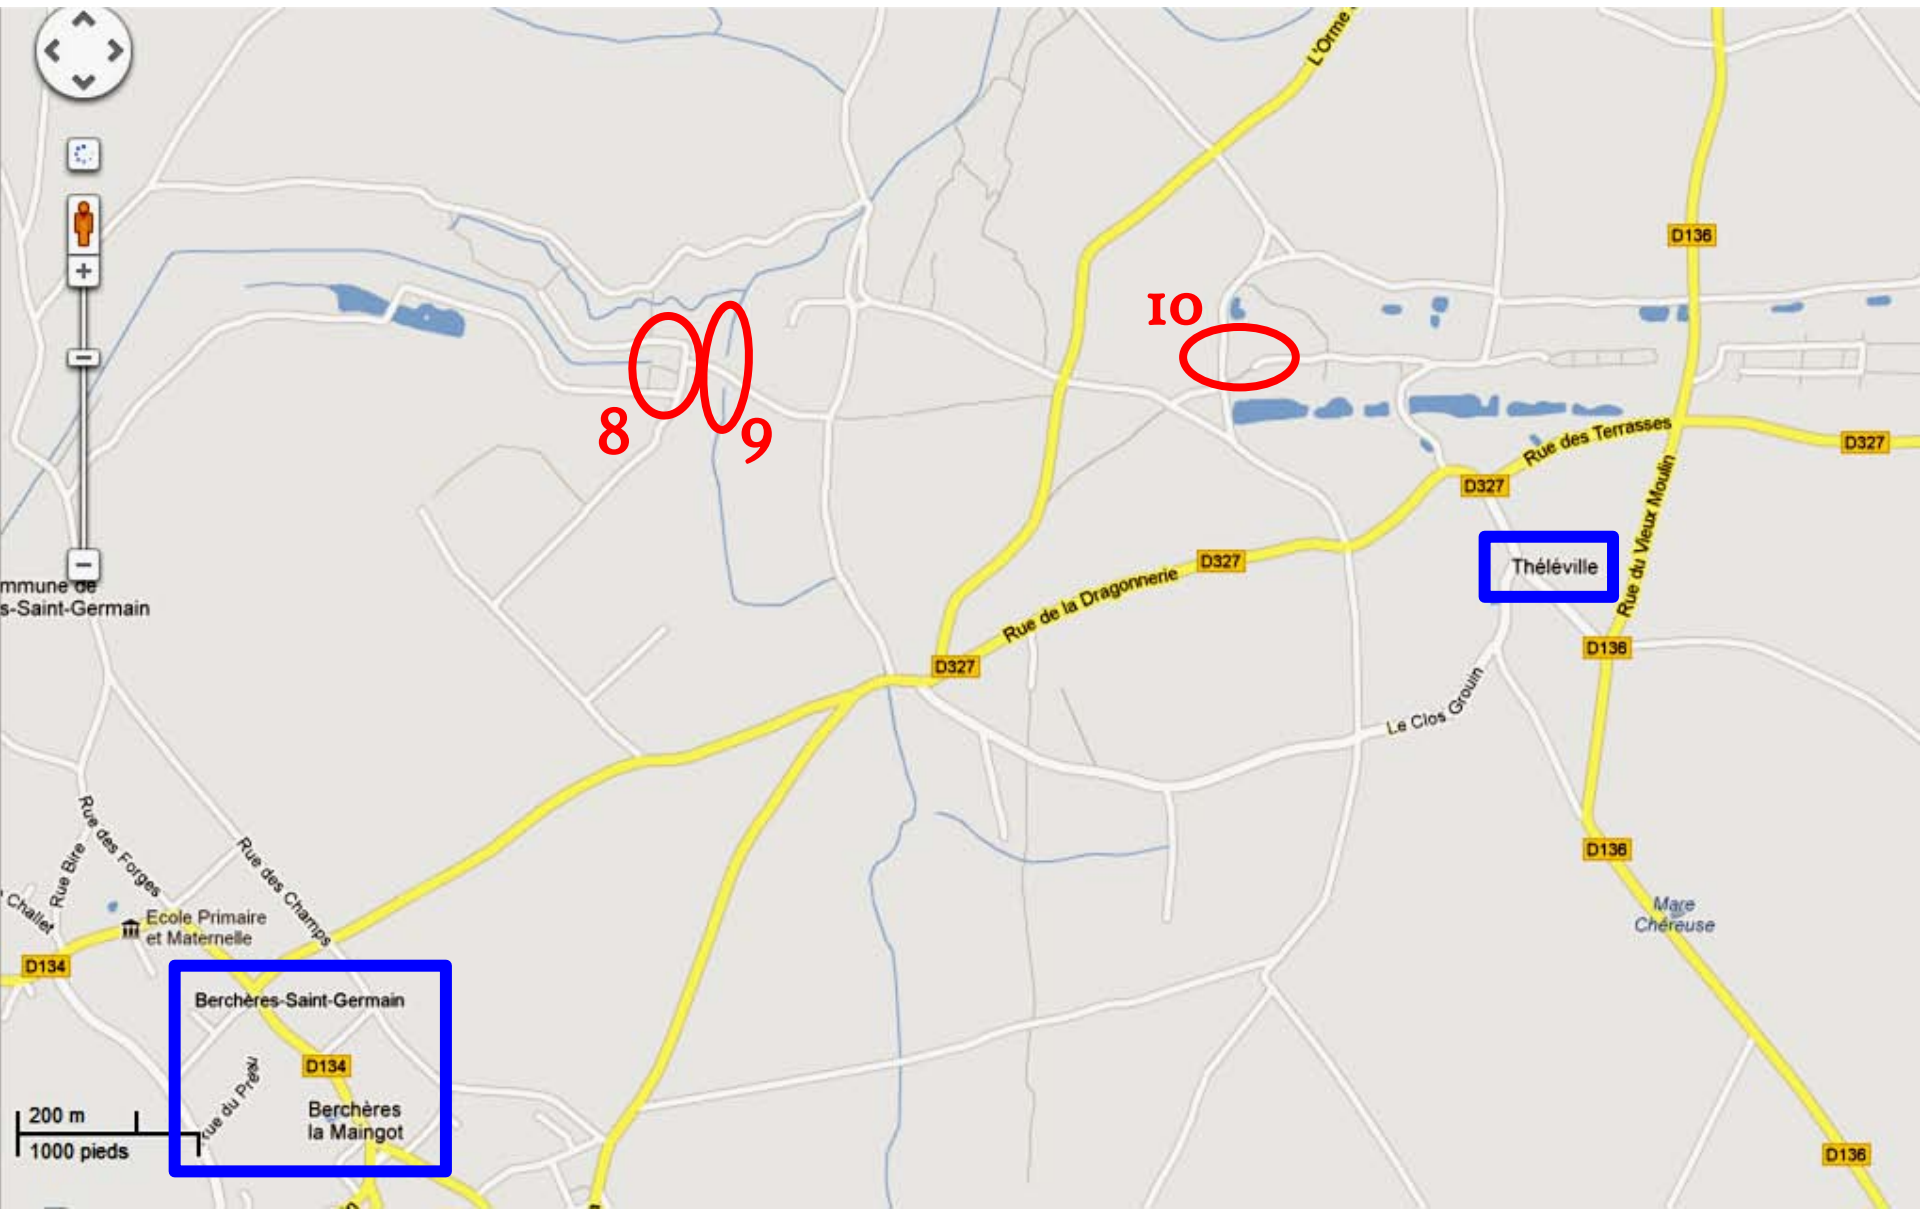 L'Orme
D136
10
8
9
Rue des Terrasses
D327
D327
Rue du Vieux Moulin
D327
Théléville
mmune de
s-Saint-Germain
Rue de la Dragonnerie
D136
D327
Le Clos Grouin
Rue des Forges
Rue Bire
Rue des Champs
D136
Challet
Ecole Primaire
et Maternelle
Mare
Chéreuse
D134
Berchères-Saint-Germain
D134
rue du Préau
Berchères
la Maingot
200 m
1000 pieds
D136